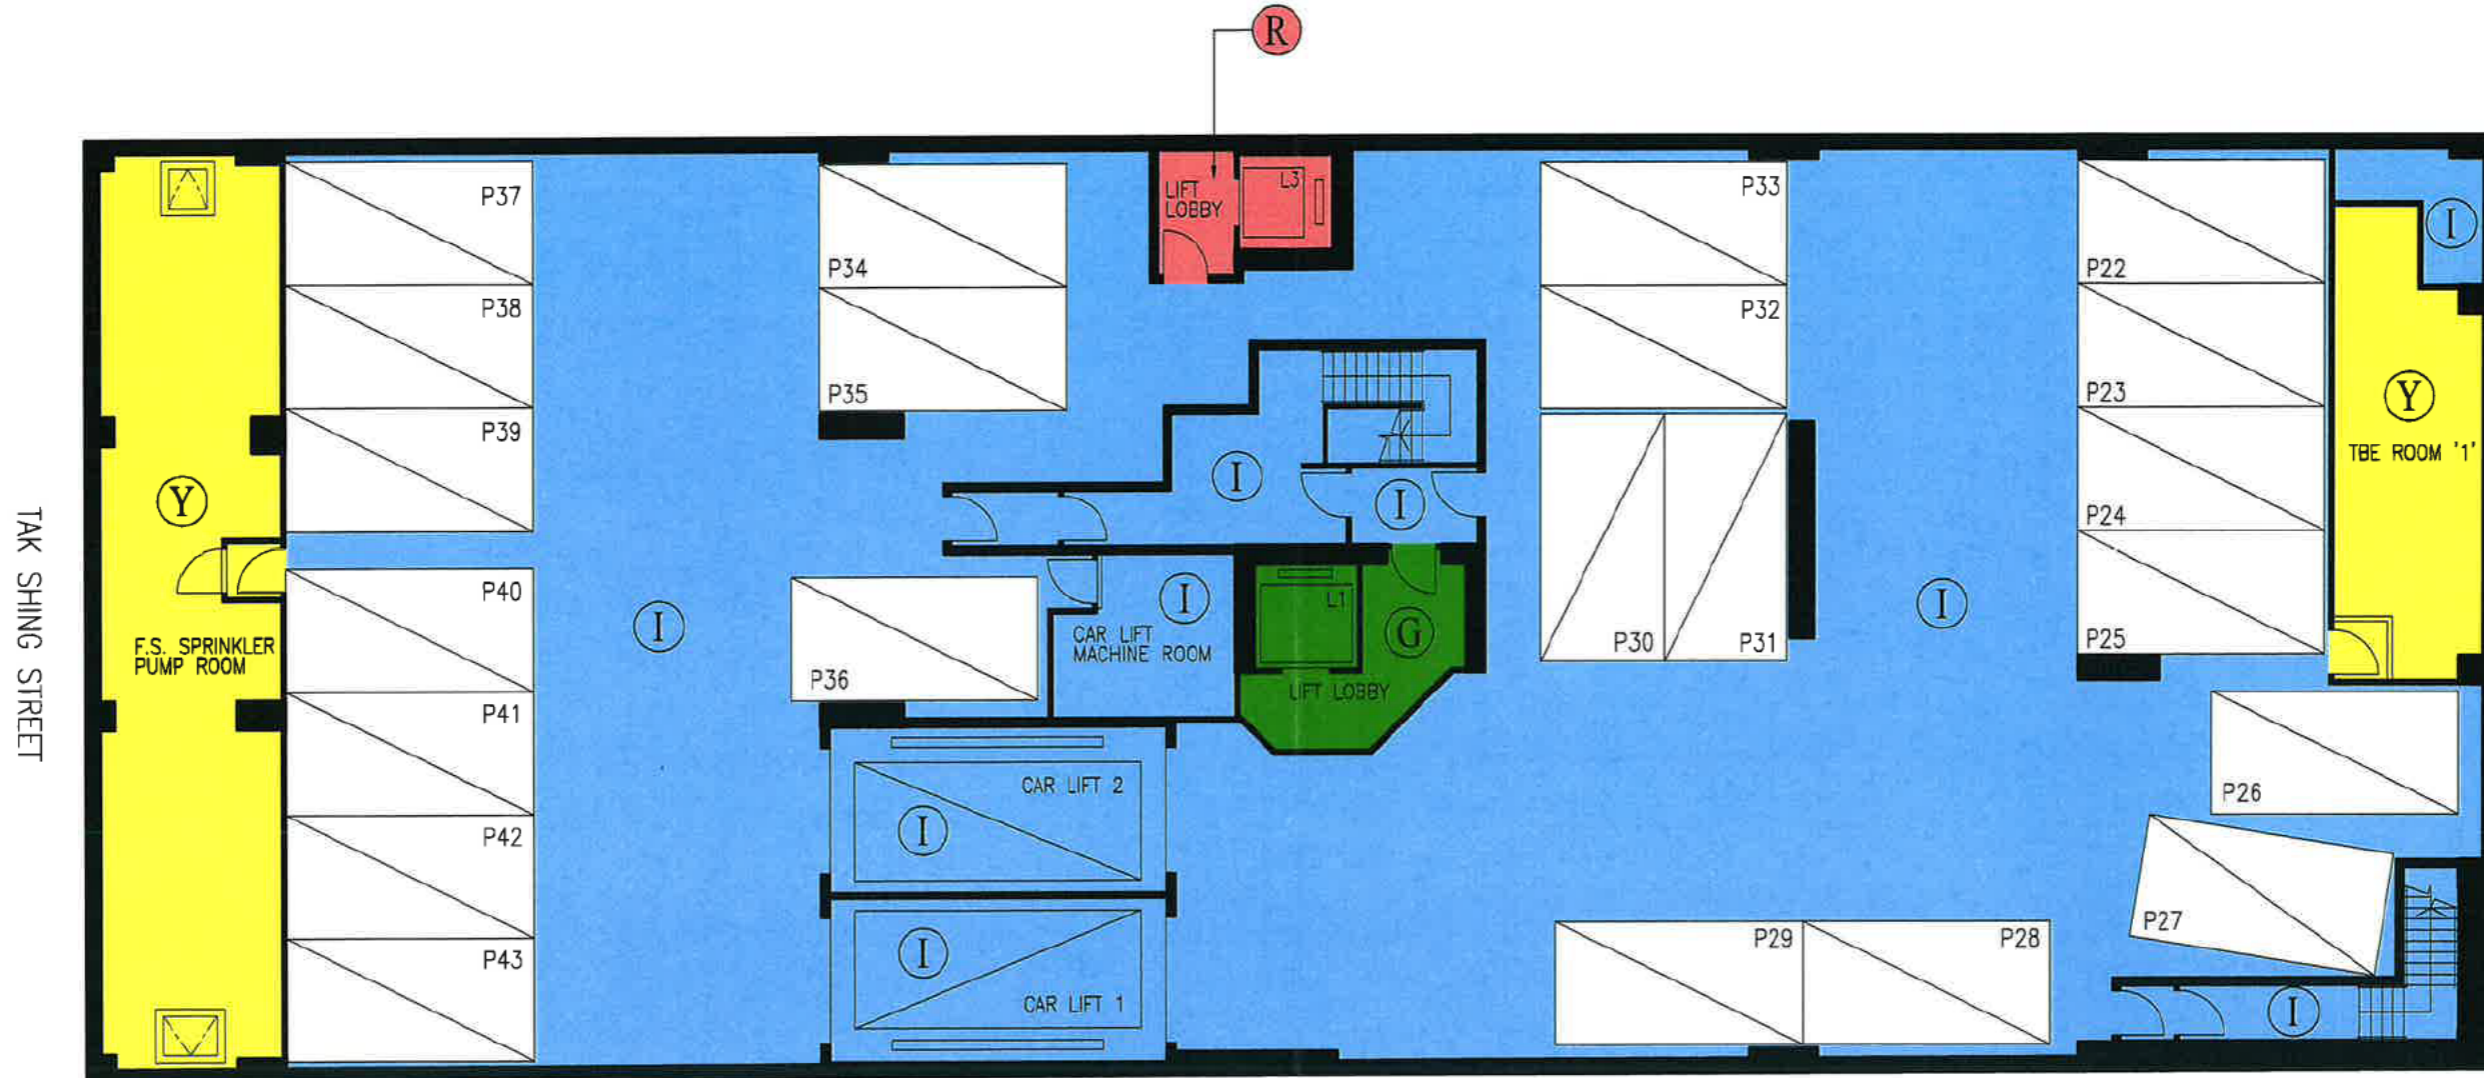 R
P37
LIFT
LOBBY
L3
P33
P22
I
P34
P38
P32
P23
P35
P39
Y
TBE ROOM '1'
I
I
Y
P24
TAK SHING STREET
P40
I
P36
I
CAR LIFT
MACHINE ROOM
L1
G
LIFT LOBBY
P30
P31
I
P25
F.S. SPRINKLER
PUMP ROOM
P41
CAR LIFT 2
I
P26
P42
P27
P43
I
CAR LIFT 1
P29
P28
I